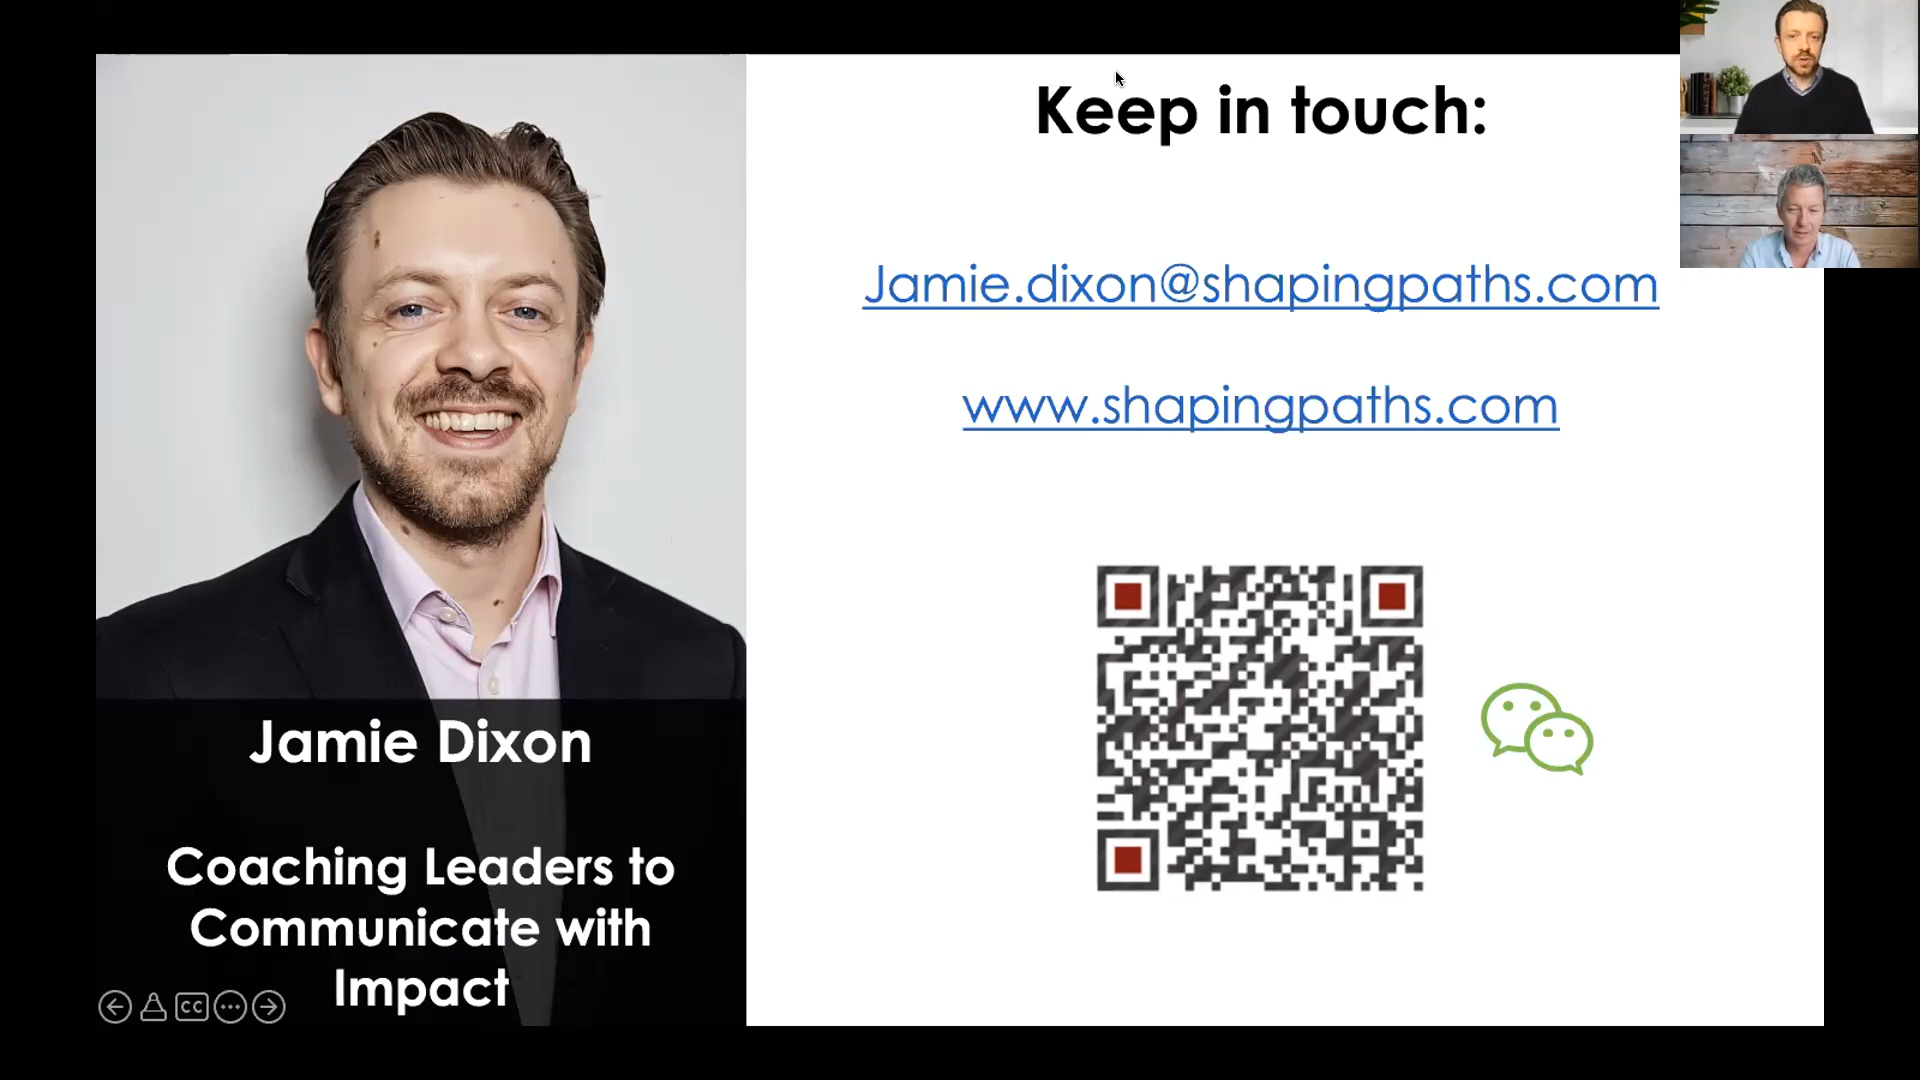 Keep in touch:
Jamie.dixon@shapingpaths.com
www.shapingpaths.com
Jamie Dixon
Coaching Leaders to
Communicate with
Impact
CC